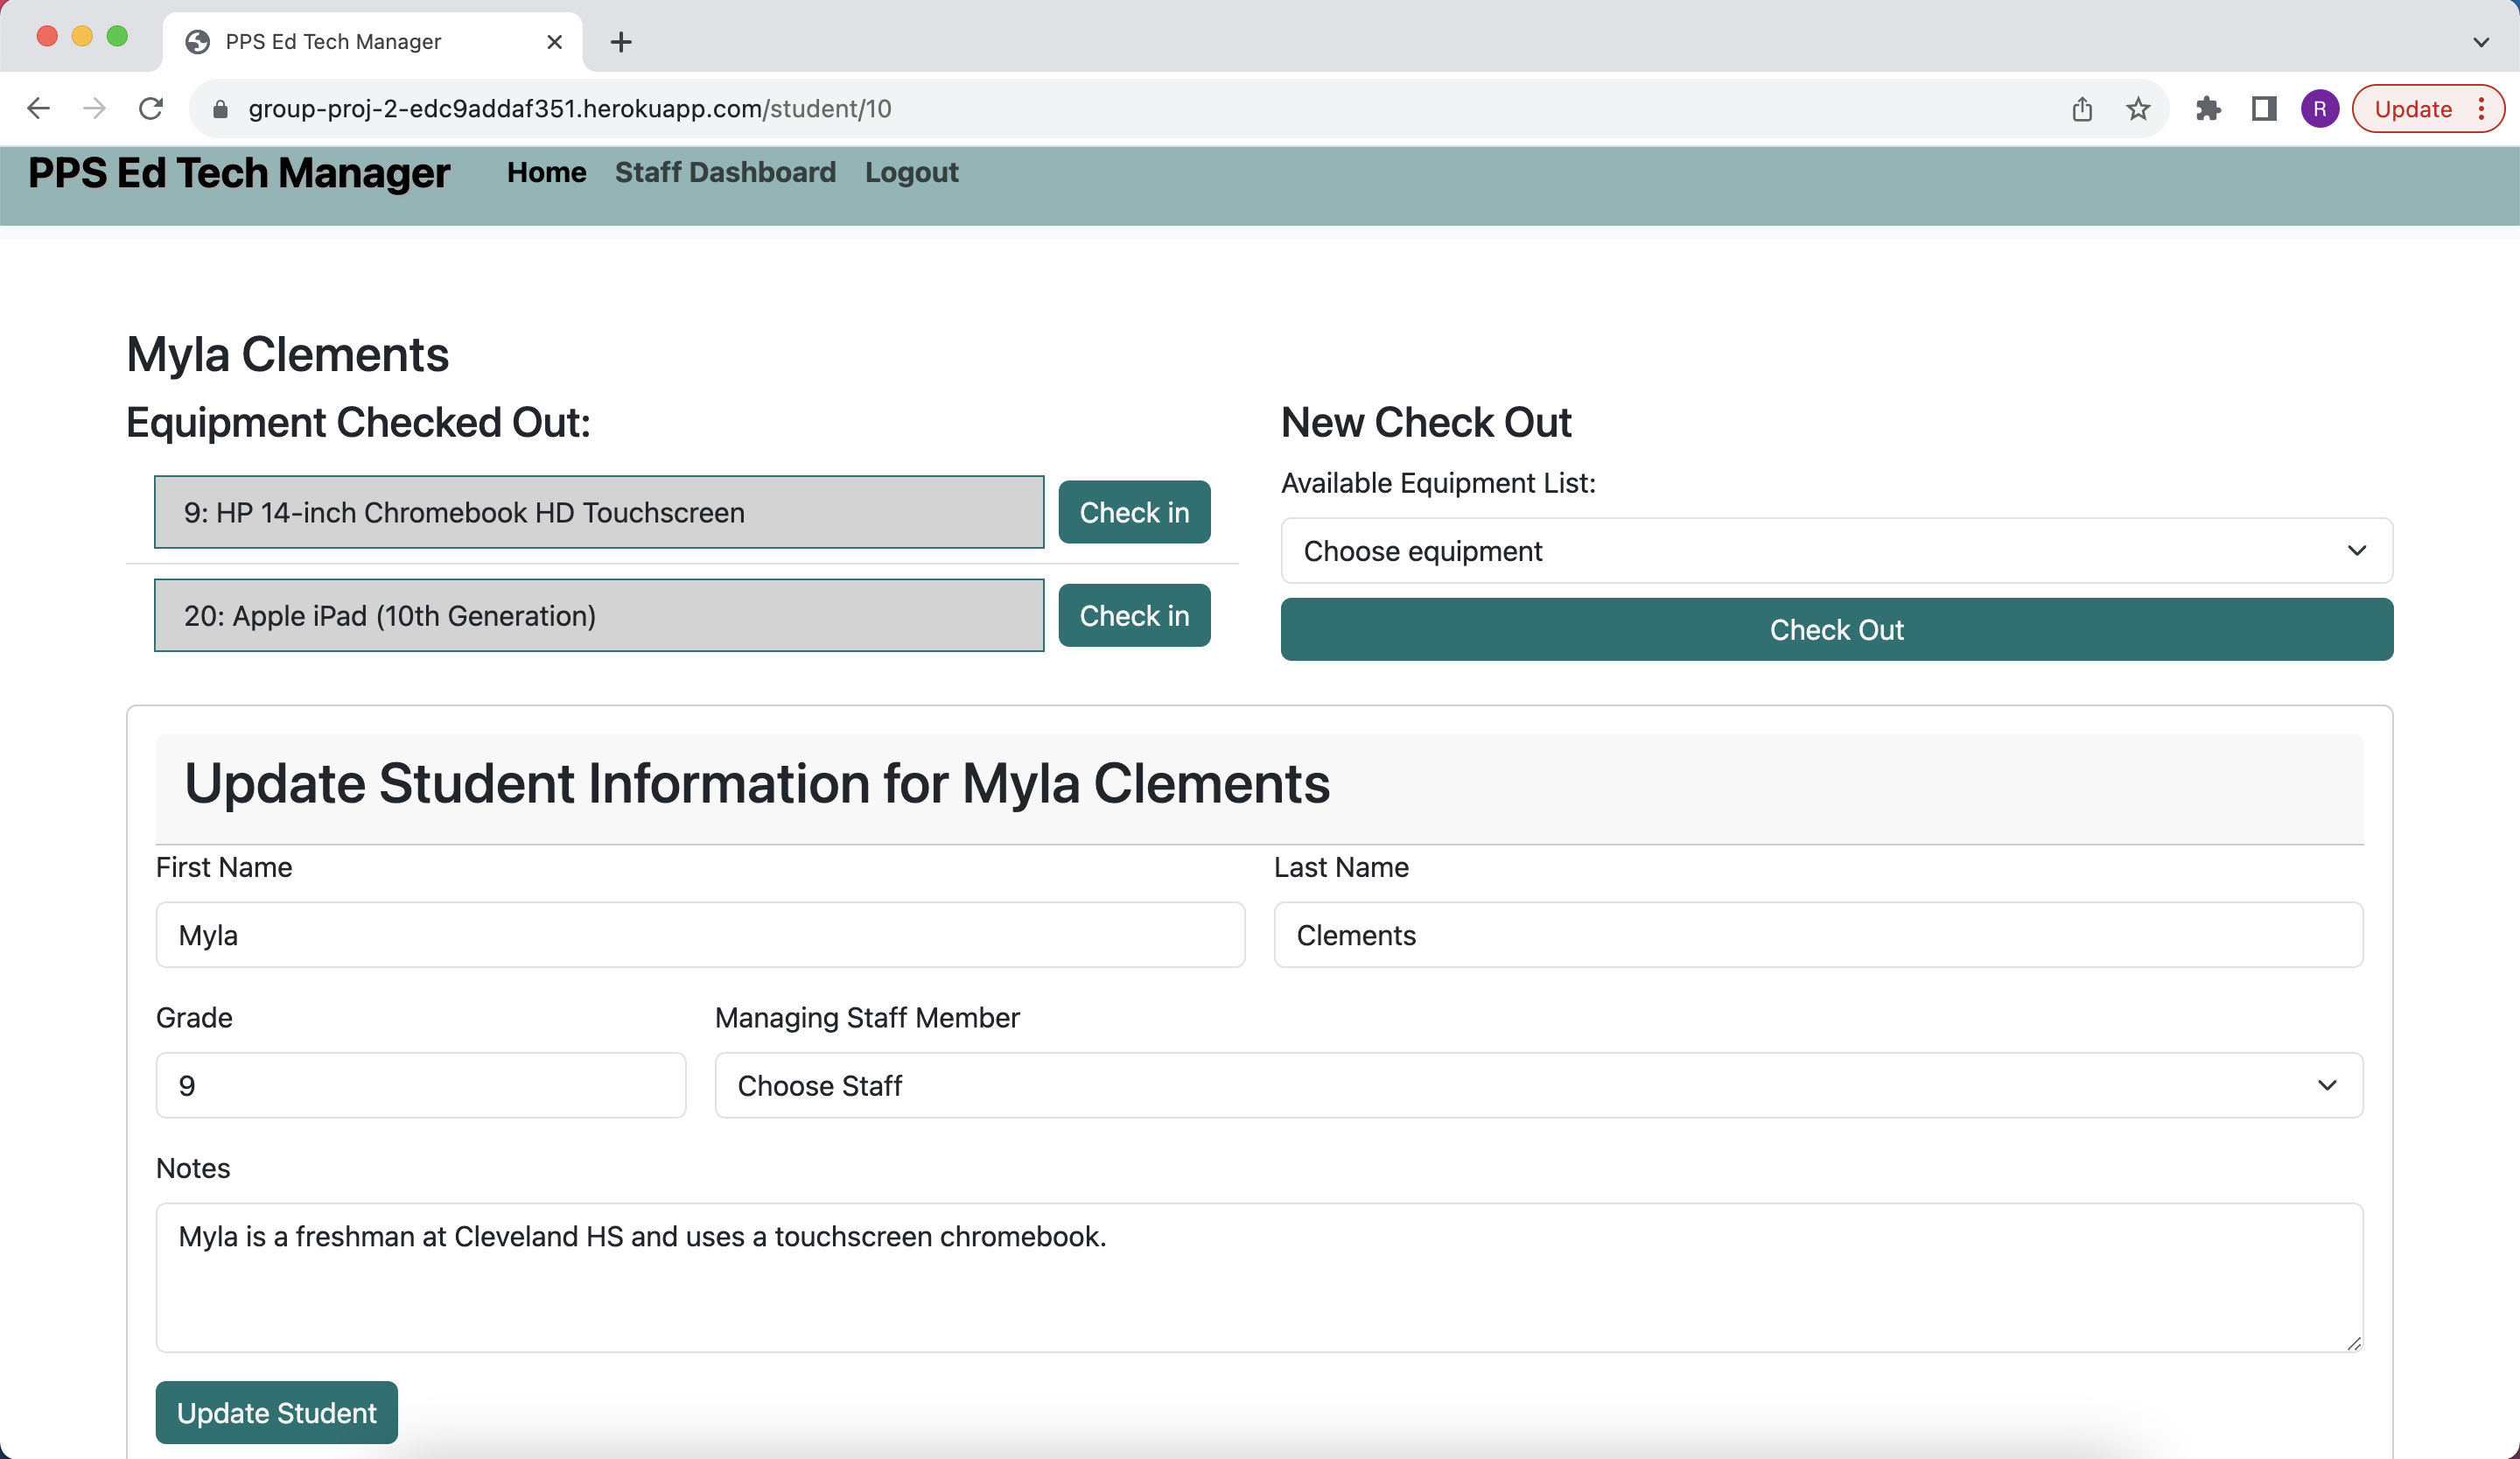 PPS Ed Tech Manager
group-proj-2-edc9addaf351.herokuapp.com/student/10
R
Update
PPS Ed Tech Manager Home Staff Dashboard Logout
Myla Clements
Equipment Checked Out:
9: HP 14-inch Chromebook HD Touchscreen Check in
20: Apple iPad (10th Generation) Check in
New Check Out
Available Equipment List:
Choose equipment
Check Out
Update Student Information for Myla Clements
First Name Last Name
Myla Clements
Grade Managing Staff Member
9 Choose Staff
Notes
Myla is a freshman at Cleveland HS and uses a touchscreen chromebook.
Update Student